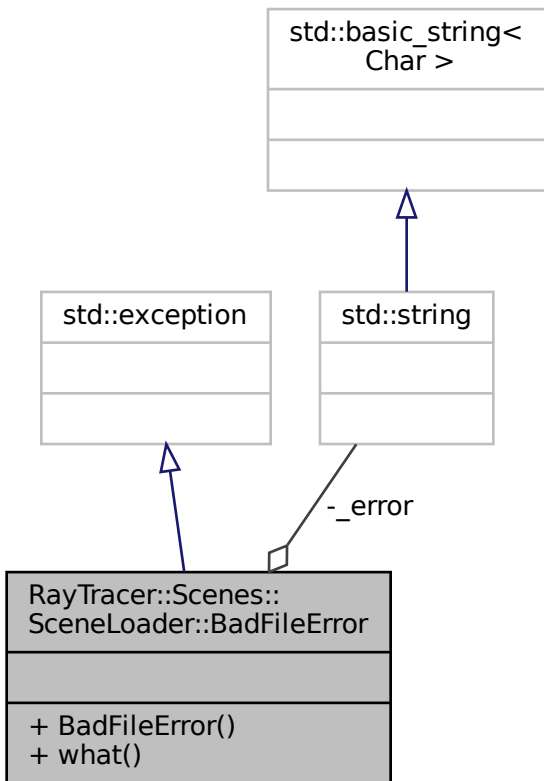 std::basic_string<
Char >
std::exception
std::string
-_error
RayTracer::Scenes::
SceneLoader::BadFileError
+ BadFileError()
+ what()